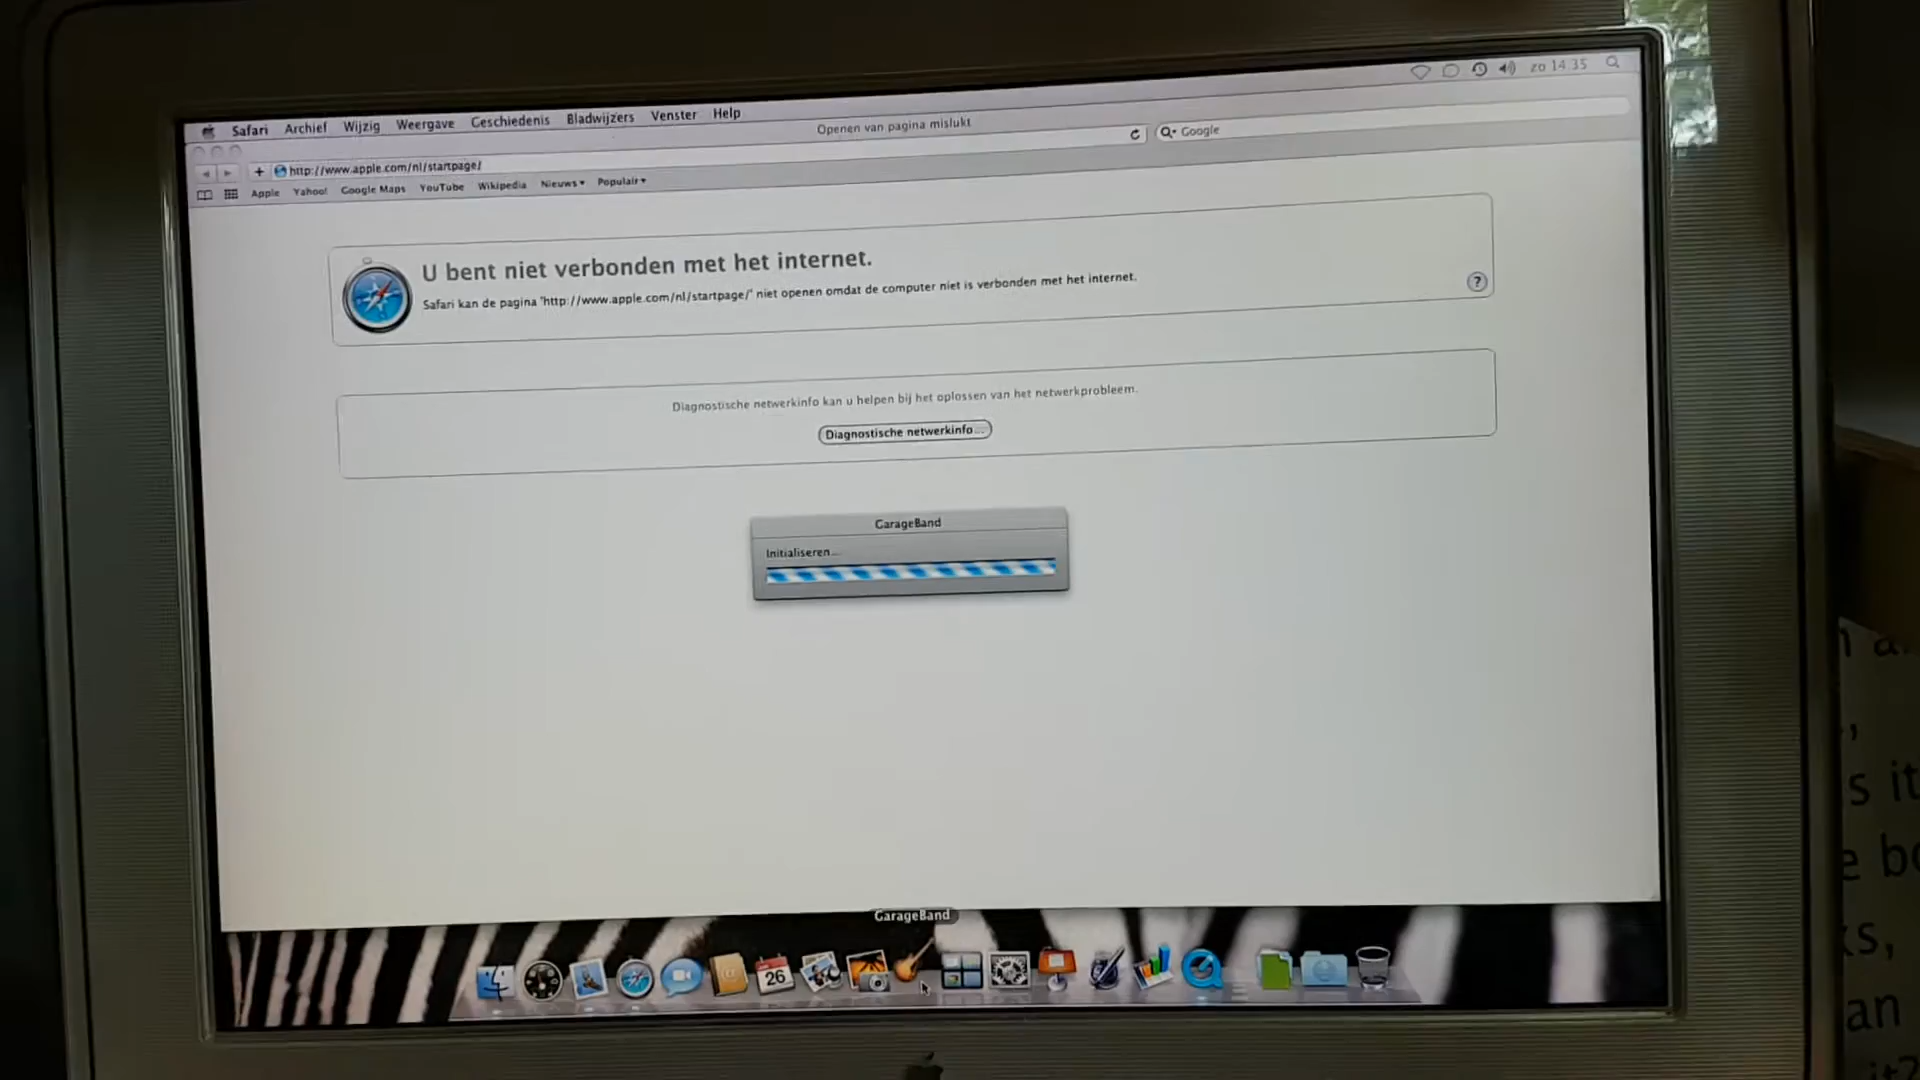 Safari Archief Wijzig Weergave Geschiedenis Bladwijzers Venster Help
zo 14.35
Openen van pagina mislukt
http://www.apple.com/nl/startpage/
Google
Apple Yahoo! Google Maps YouTube Wikipedia Nieuws Populair
U bent niet verbonden met het internet.
Safari kan de pagina 'http://www.apple.com/nl/startpage/' niet openen omdat de computer niet is verbonden met het internet.
?
Diagnostische netwerkinfo kan u helpen bij het oplossen van het netwerkprobleem.
Diagnostische netwerkinfo...
GarageBand
Initialiseren...
GarageBand
26
s it
an